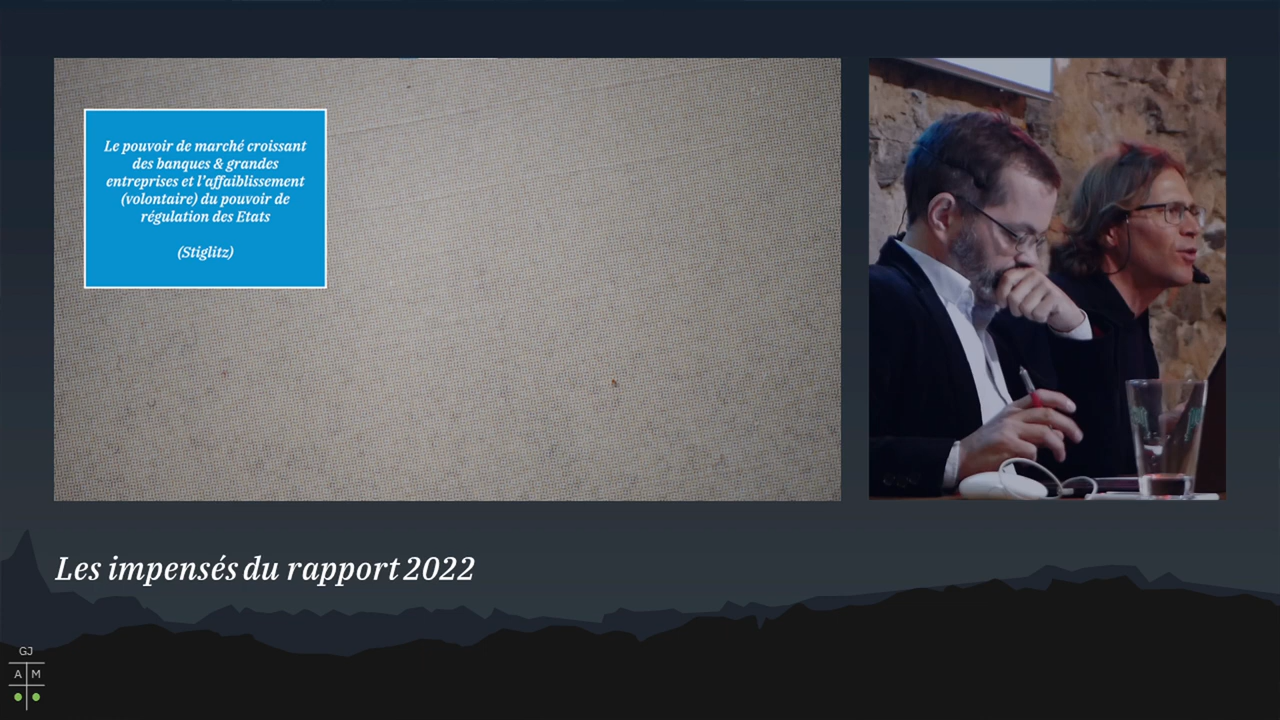 Le pouvoir de marché croissant
des banques & grandes
entreprises et l'affaiblissement
(volontaire) du pouvoir de
régulation des Etats
(Stiglitz)
Les impensés du rapport 2022
GJ
A M